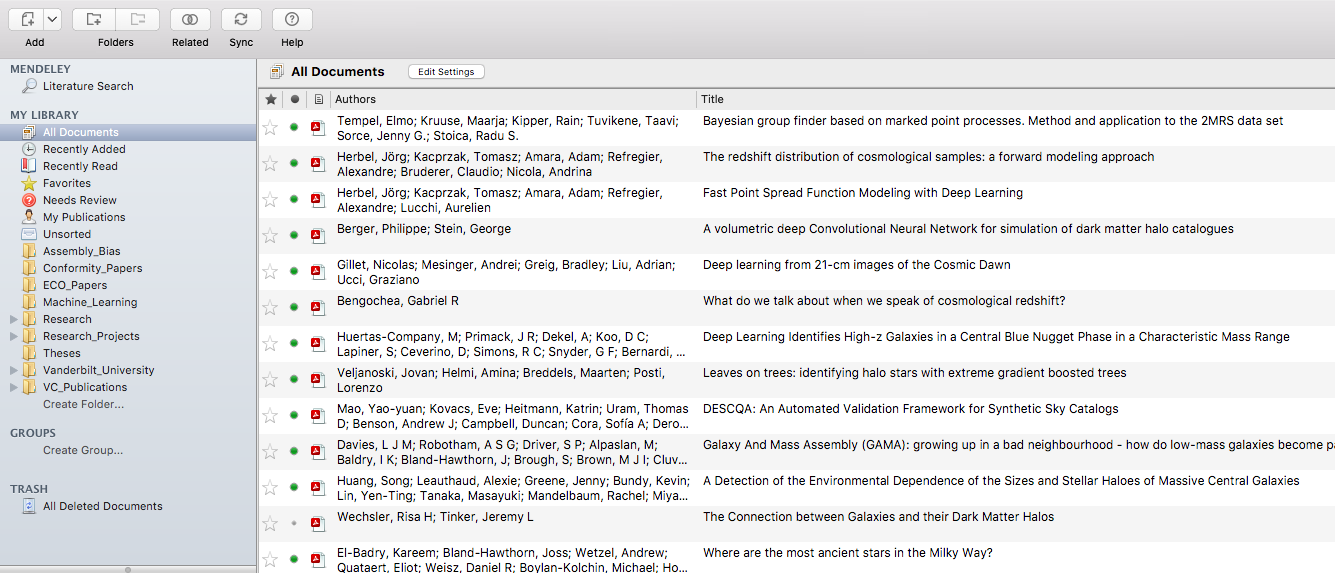 Add
Folders
Related
Sync
Help
MENDELEY
Literature Search
MY LIBRARY
All Documents
Recently Added
Recently Read
Favorites
Needs Review
My Publications
Unsorted
Assembly_Bias
Conformity_Papers
ECO_Papers
Machine_Learning
Research
Research_Projects
Theses
Vanderbilt_University
VC_Publications
Create Folder...
GROUPS
Create Group...
TRASH
All Deleted Documents
All Documents
Edit Settings
Authors
Title
Tempel, Elmo; Kruuse, Maarja; Kipper, Rain; Tuvikene, Taavi;
Sorce, Jenny G.; Stoica, Radu S.
Bayesian group finder based on marked point processes. Method and application to the 2MRS data set
Herbel, Jörg; Kacprzak, Tomasz; Amara, Adam; Refregier,
Alexandre; Bruderer, Claudio; Nicola, Andrina
The redshift distribution of cosmological samples: a forward modeling approach
Herbel, Jörg; Kacprzak, Tomasz; Amara, Adam; Refregier,
Alexandre; Lucchi, Aurelien
Fast Point Spread Function Modeling with Deep Learning
Berger, Philippe; Stein, George
A volumetric deep Convolutional Neural Network for simulation of dark matter halo catalogues
Gillet, Nicolas; Mesinger, Andrei; Greig, Bradley; Liu, Adrian;
Ucci, Graziano
Deep learning from 21-cm images of the Cosmic Dawn
Bengochea, Gabriel R
What do we talk about when we speak of cosmological redshift?
Huertas-Company, M; Primack, J R; Dekel, A; Koo, D C;
Lapiner, S; Ceverino, D; Simons, R C; Snyder, G F; Bernardi, ...
Deep Learning Identifies High-z Galaxies in a Central Blue Nugget Phase in a Characteristic Mass Range
Veljanoski, Jovan; Helmi, Amina; Breddels, Maarten; Posti,
Lorenzo
Leaves on trees: identifying halo stars with extreme gradient boosted trees
Mao, Yao-yuan; Kovacs, Eve; Heitmann, Katrin; Uram, Thomas
D; Benson, Andrew J; Campbell, Duncan; Cora, Sofía A; Dero...
DESCQA: An Automated Validation Framework for Synthetic Sky Catalogs
Davies, L J M; Robotham, A S G; Driver, S P; Alpaslan, M;
Baldry, I K; Bland-Hawthorn, J; Brough, S; Brown, M J I; Cluv...
Galaxy And Mass Assembly (GAMA): growing up in a bad neighbourhood - how do low-mass galaxies become pa
Huang, Song; Leauthaud, Alexie; Greene, Jenny; Bundy, Kevin;
Lin, Yen-Ting; Tanaka, Masayuki; Mandelbaum, Rachel; Miya...
A Detection of the Environmental Dependence of the Sizes and Stellar Haloes of Massive Central Galaxies
Wechsler, Risa H; Tinker, Jeremy L
The Connection between Galaxies and their Dark Matter Halos
El-Badry, Kareem; Bland-Hawthorn, Joss; Wetzel, Andrew;
Quataert, Eliot; Weisz, Daniel R; Boylan-Kolchin, Michael; Ho...
Where are the most ancient stars in the Milky Way?